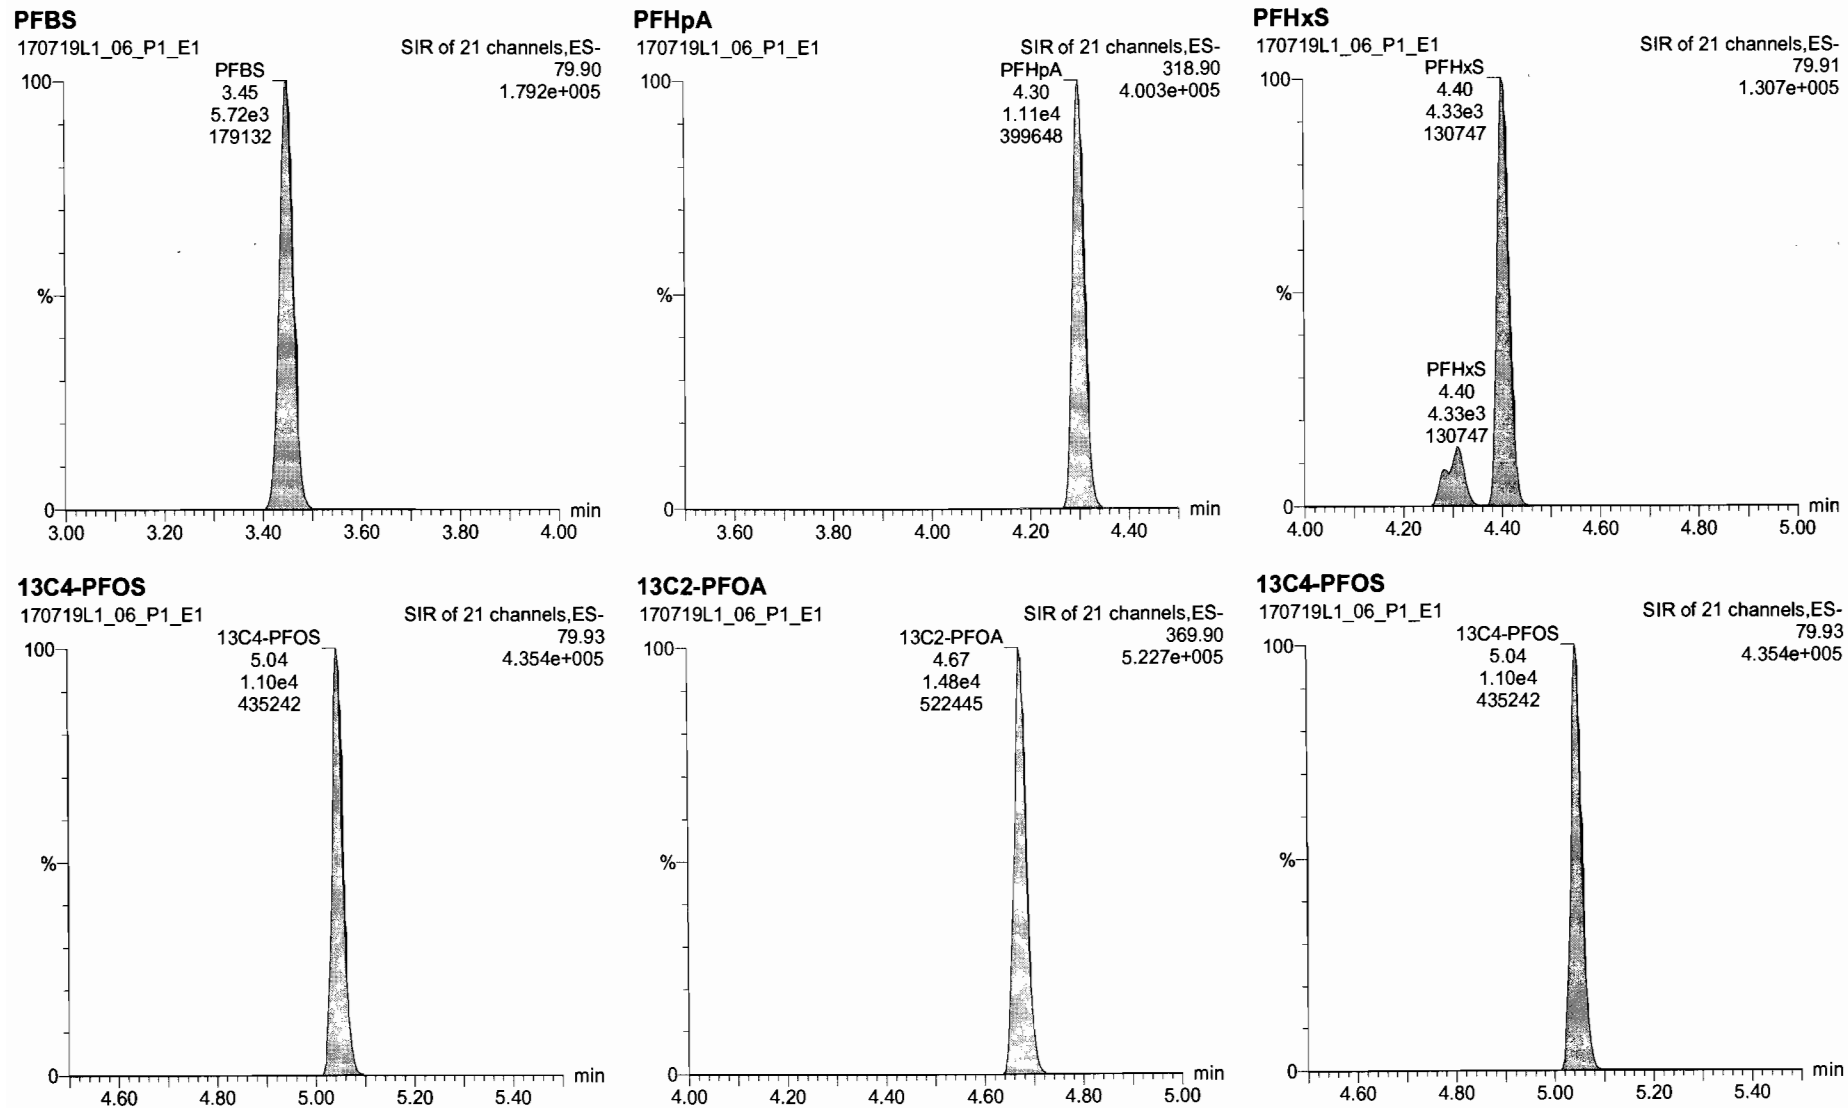 PFBS
170719L1_06_P1_E1
SIR of 21 channels,ES-
79.90
1.792e+005
PFBS
3.45
5.72e3
179132
100
%
0
3.00 3.20 3.40 3.60 3.80 4.00
min
PFHpA
170719L1_06_P1_E1
SIR of 21 channels,ES-
318.90
4.003e+005
PFHpA
4.30
1.11e4
399648
100
%
0
3.60 3.80 4.00 4.20 4.40
min
PFHxS
170719L1_06_P1_E1
SIR of 21 channels,ES-
79.91
1.307e+005
PFHxS
4.40
4.33e3
130747
PFHxS
4.40
4.33e3
130747
100
%
0
4.00 4.20 4.40 4.60 4.80 5.00
min
13C4-PFOS
170719L1_06_P1_E1
SIR of 21 channels,ES-
79.93
4.354e+005
13C4-PFOS
5.04
1.10e4
435242
100
%
0
4.60 4.80 5.00 5.20 5.40
min
13C2-PFOA
170719L1_06_P1_E1
SIR of 21 channels,ES-
369.90
5.227e+005
13C2-PFOA
4.67
1.48e4
522445
100
%
0
4.00 4.20 4.40 4.60 4.80 5.00
min
13C4-PFOS
170719L1_06_P1_E1
SIR of 21 channels,ES-
79.93
4.354e+005
13C4-PFOS
5.04
1.10e4
435242
100
%
0
4.60 4.80 5.00 5.20 5.40
min